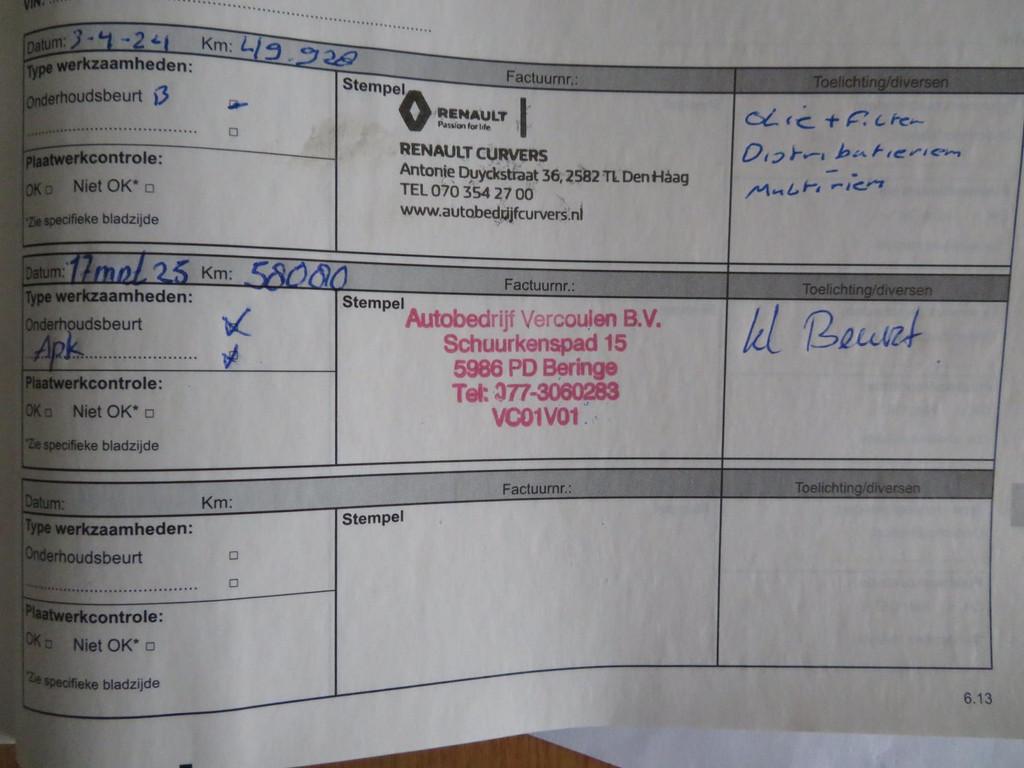 VIN:
Datum: 3-4-24 Km: 49.920
Factuurnr.:
Toelichting/diversen
Type werkzaamheden:
Onderhoudsbeurt B
Plaatwerkcontrole:
OK Niet OK*
*Zie specifieke bladzijde
Stempel
RENAULT
Passion for life
RENAULT CURVERS
Antonie Duyckstraat 36, 2582 TL Den Haag
TEL 070 354 27 00
www.autobedrijfcurvers.nl
olie + Filter
Distributieriem
Multiriem
Datum: 17 25 Km: 58000
Factuurnr.:
Toelichting/diversen
Type werkzaamheden:
Onderhoudsbeurt
Apk
Plaatwerkcontrole:
OK Niet OK*
*Zie specifieke bladzijde
Stempel
Autobedrijf Vercoulen B.V.
Schuurkenspad 15
5986 PD Beringe
Tel: 077-3060283
VC01V01
kl Beurt
Datum: Km:
Factuurnr.:
Toelichting/diversen
Type werkzaamheden:
Onderhoudsbeurt
Plaatwerkcontrole:
OK Niet OK*
*Zie specifieke bladzijde
Stempel
6.13